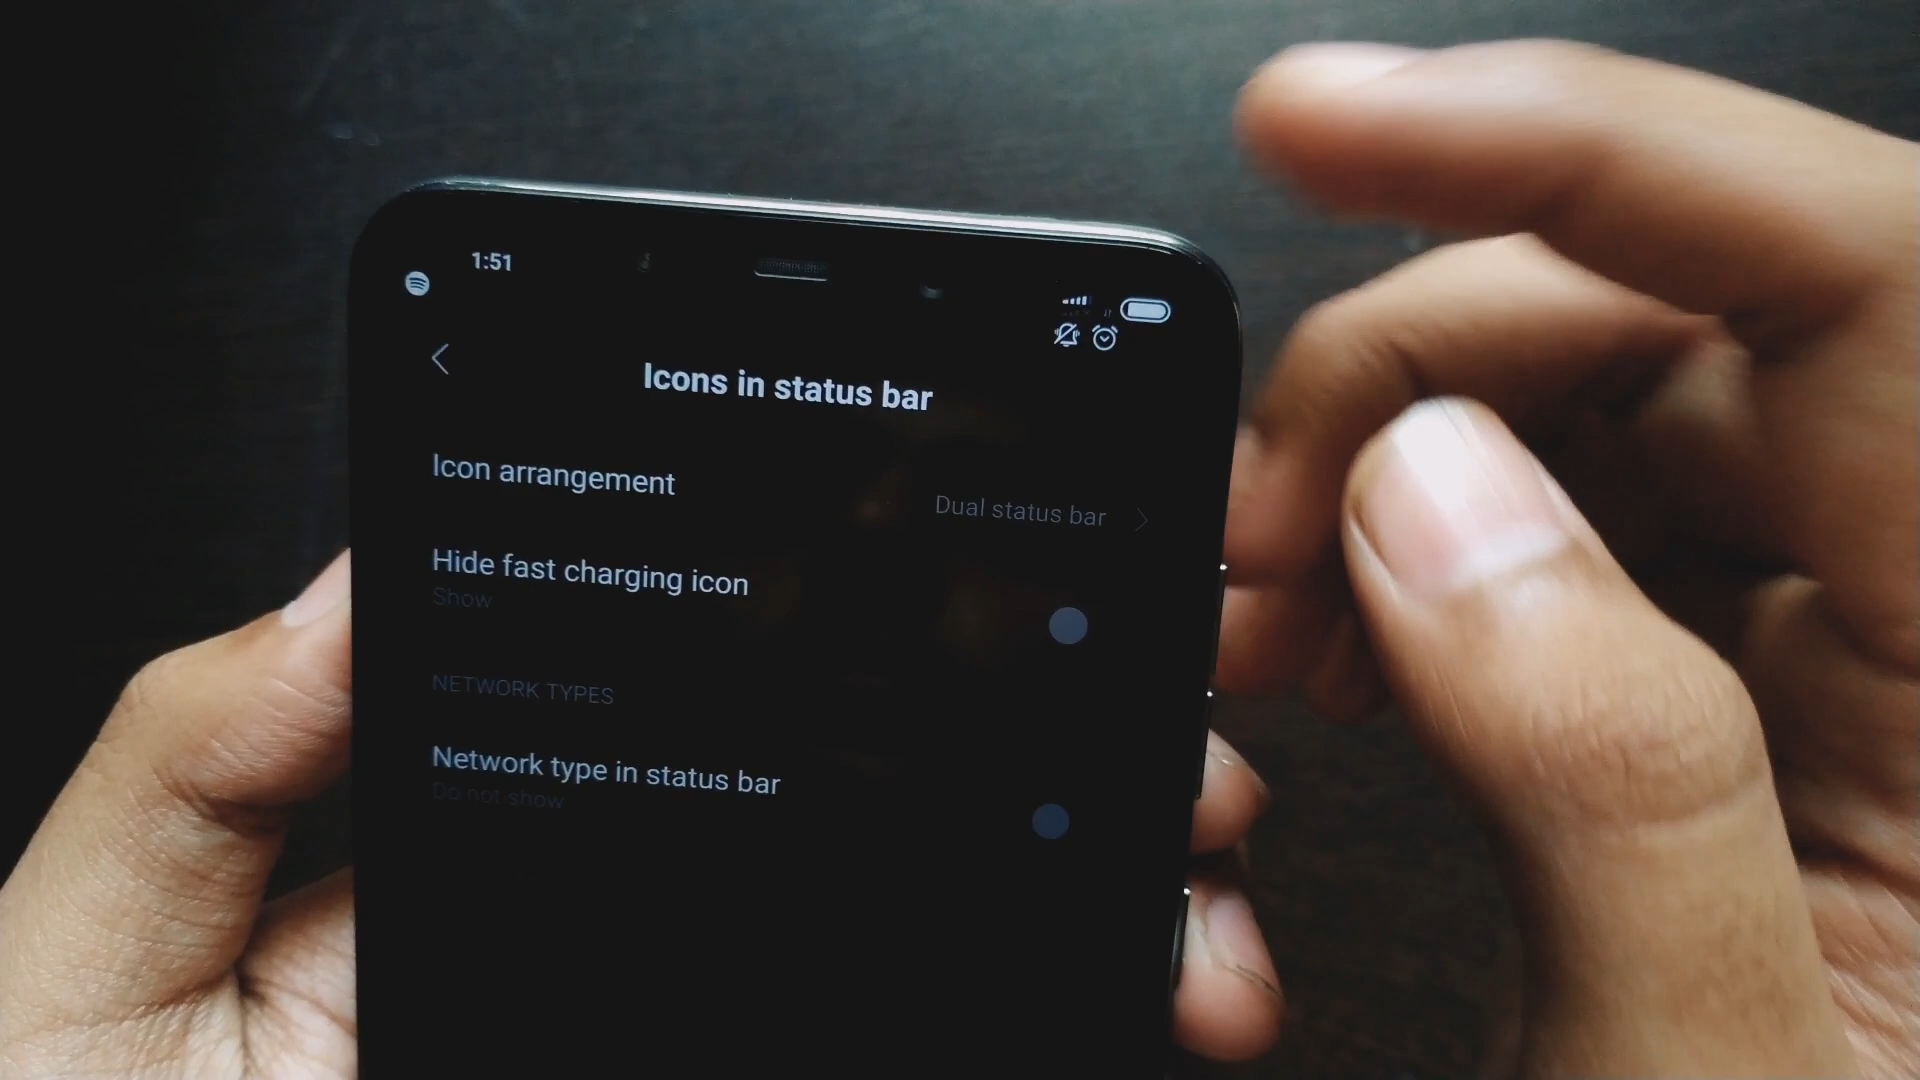 1:51
Icons in status bar
Icon arrangement
Dual status bar
Hide fast charging icon
Show
NETWORK TYPES
Network type in status bar
Do not show